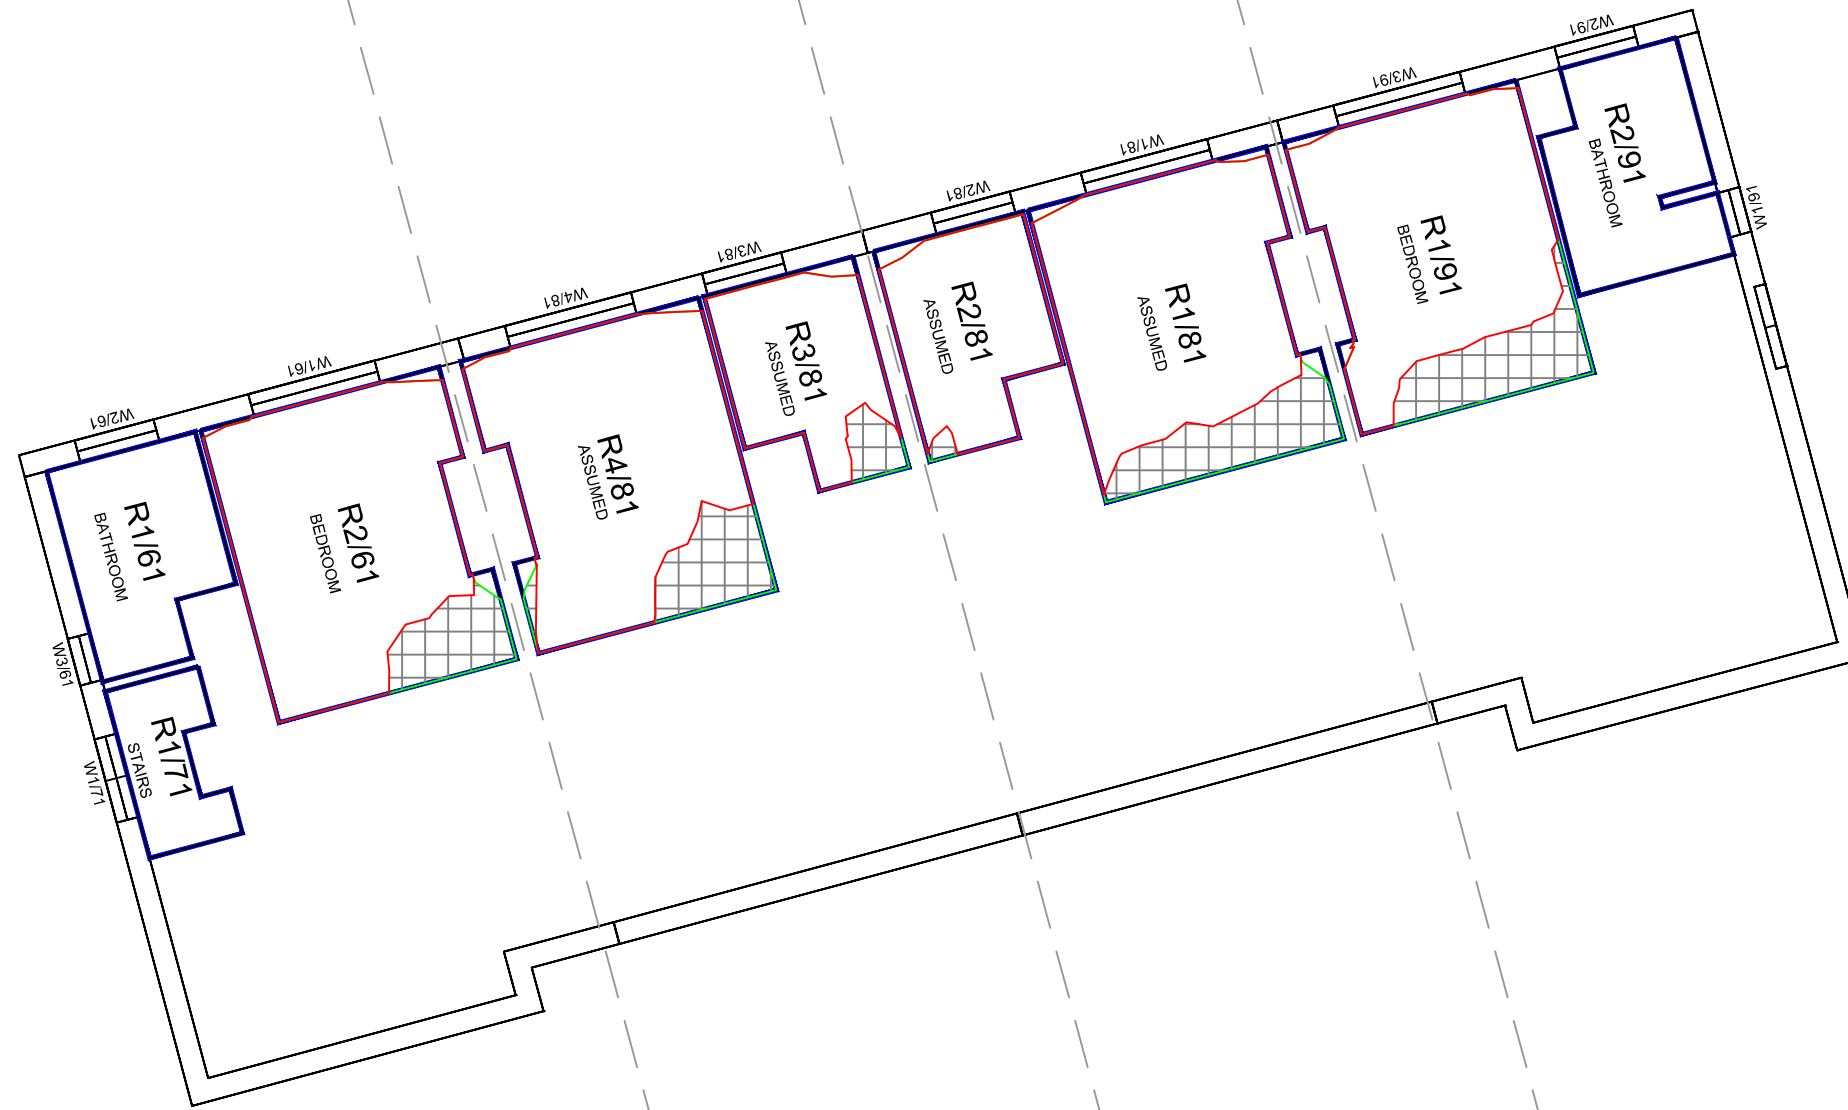 W2/61
W1/61
W4/81
W3/81
W2/81
W1/81
W3/91
W2/91
W1/91
W3/61
W1/71
R1/61
BATHROOM
R2/61
BEDROOM
R4/81
ASSUMED
R3/81
ASSUMED
R2/81
ASSUMED
R1/81
ASSUMED
R1/91
BEDROOM
R2/91
BATHROOM
R1/71
STAIRS